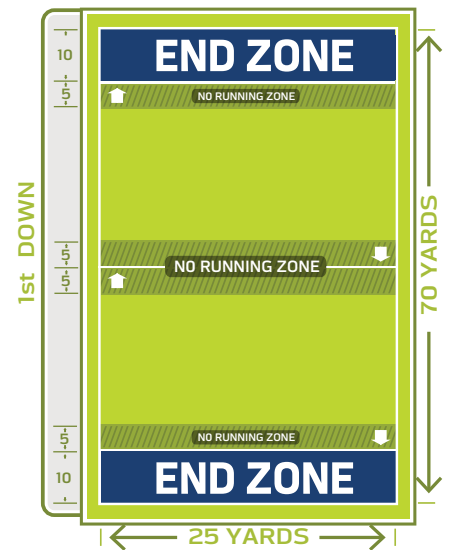 END ZONE
10
5
NO RUNNING ZONE
1st DOWN
70 YARDS
5
NO RUNNING ZONE
5
5
NO RUNNING ZONE
10
END ZONE
25 YARDS